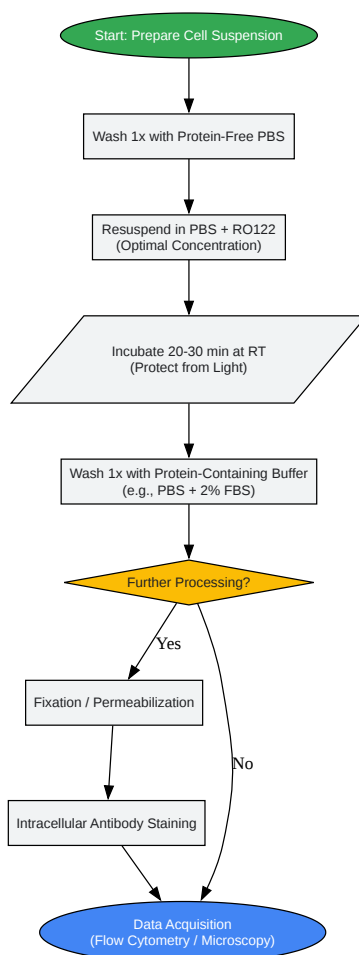 Start: Prepare Cell Suspension
Wash 1x with Protein-Free PBS
Resuspend in PBS + RO122
(Optimal Concentration)
Incubate 20-30 min at RT
(Protect from Light)
Wash 1x with Protein-Containing Buffer
(e.g., PBS + 2% FBS)
Further Processing?
Yes
Fixation / Permeabilization
No
Intracellular Antibody Staining
Data Acquisition
(Flow Cytometry / Microscopy)